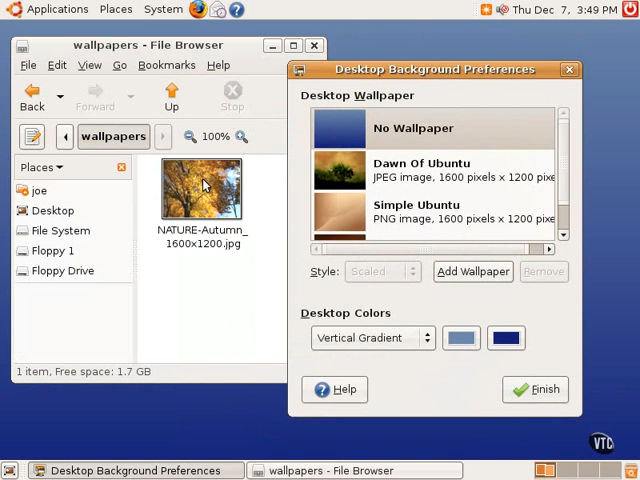 Applications Places System
Thu Dec 7, 3:49 PM
wallpapers - File Browser
File Edit View Go Bookmarks Help
Back Forward Up Stop
wallpapers 100%
Places
joe
Desktop
File System
Floppy 1
Floppy Drive
NATURE-Autumn_
1600x1200.jpg
1 item, Free space: 1.7 GB
Desktop Background Preferences
Desktop Wallpaper
No Wallpaper
Dawn Of Ubuntu
JPEG image, 1600 pixels x 1200 pixe
Simple Ubuntu
PNG image, 1600 pixels x 1200 pixe
Style: Scaled Add Wallpaper Remove
Desktop Colors
Vertical Gradient
Help Finish
VTC
Desktop Background Preferences wallpapers - File Browser